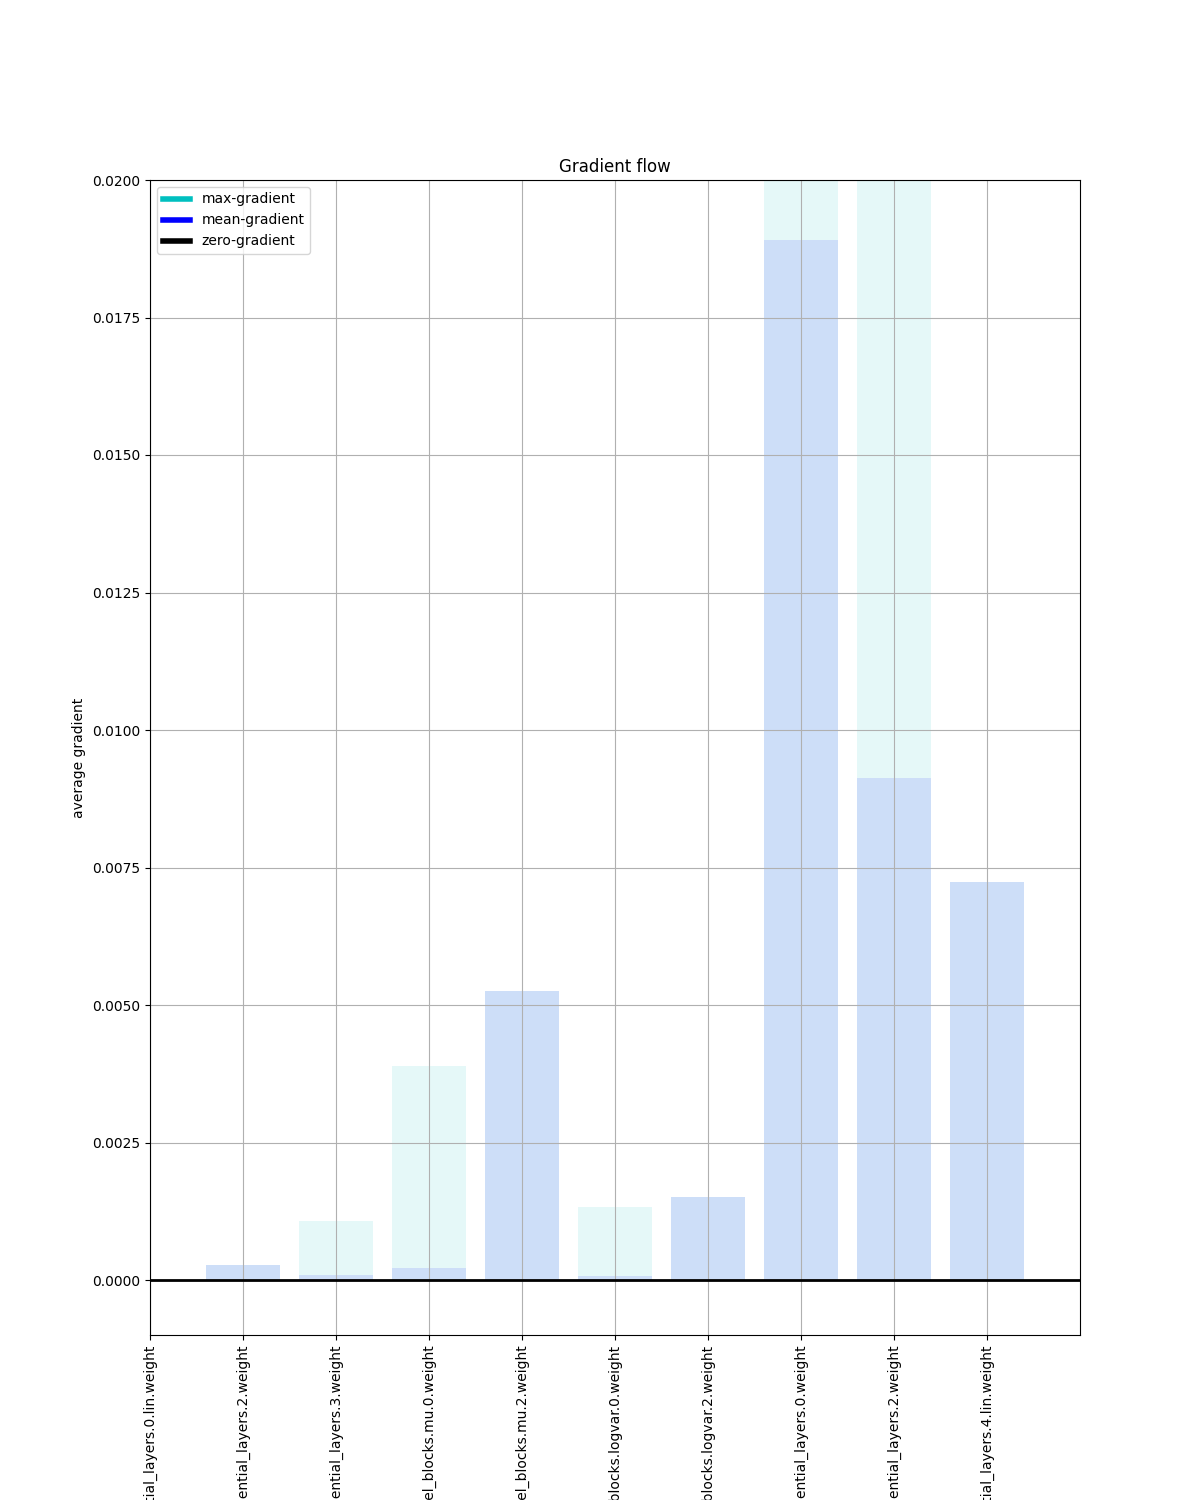 Gradient flow
max-gradient
mean-gradient
zero-gradient
0.0200
0.0175
0.0150
0.0125
0.0100
0.0075
0.0050
0.0025
0.0000
average gradient
tial_layers.0.lin.weight
ential_layers.2.weight
ential_layers.3.weight
el_blocks.mu.0.weight
el_blocks.mu.2.weight
blocks.logvar.0.weight
blocks.logvar.2.weight
ential_layers.0.weight
ential_layers.2.weight
tial_layers.4.lin.weight